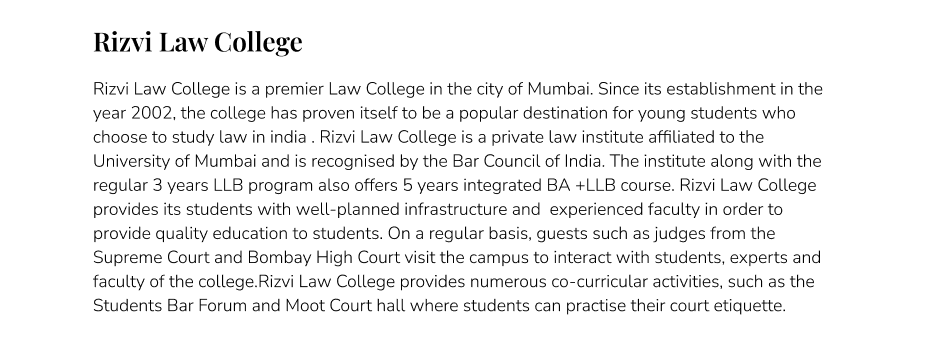 Rizvi Law College
Rizvi Law College is a premier Law College in the city of Mumbai. Since its establishment in the
year 2002, the college has proven itself to be a popular destination for young students who
choose to study law in india . Rizvi Law College is a private law institute affiliated to the
University of Mumbai and is recognised by the Bar Council of India. The institute along with the
regular 3 years LLB program also offers 5 years integrated BA +LLB course. Rizvi Law College
provides its students with well-planned infrastructure and  experienced faculty in order to
provide quality education to students. On a regular basis, guests such as judges from the
Supreme Court and Bombay High Court visit the campus to interact with students, experts and
faculty of the college.Rizvi Law College provides numerous co-curricular activities, such as the
Students Bar Forum and Moot Court hall where students can practise their court etiquette.